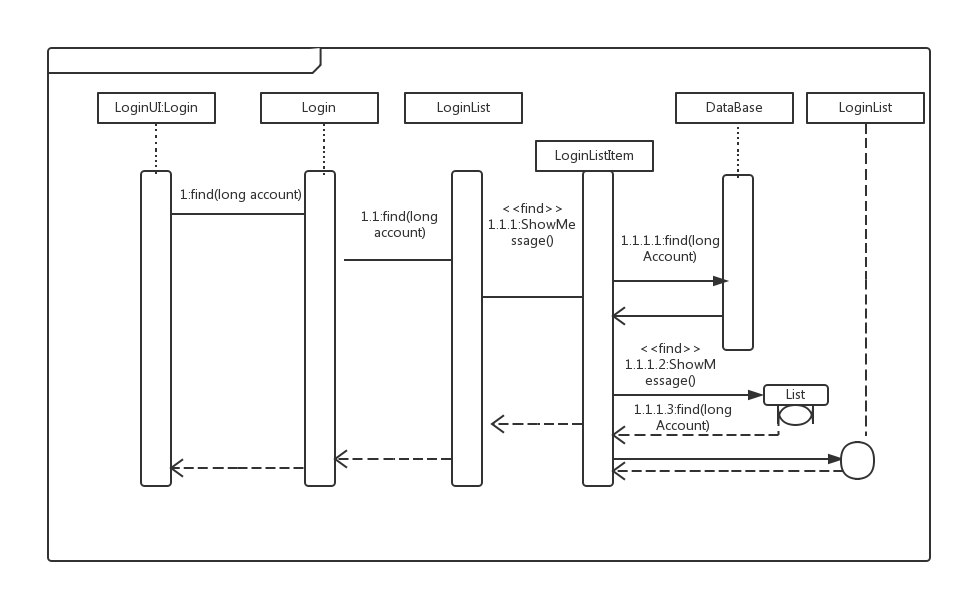 LoginUI:Login
Login
LoginList
DataBase
LoginList
LoginListItem
1:find(long account)
1.1:find(long
account)
<<find>>
1.1.1:ShowMe
ssage()
1.1.1.1:find(long
Account)
<<find>>
1.1.1.2:ShowM
essage()
List
1.1.1.3:find(long
Account)